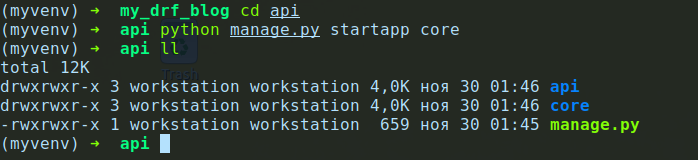 (myvenv) ➜  my_drf_blog cd api
(myvenv) ➜  api python manage.py startapp core
(myvenv) ➜  api ll
total 12K
drwxrwxr-x 3 workstation workstation 4,0K ноя 30 01:46 api
drwxrwxr-x 3 workstation workstation 4,0K ноя 30 01:46 core
-rwxrwxr-x 1 workstation workstation  659 ноя 30 01:45 manage.py
(myvenv) ➜  api